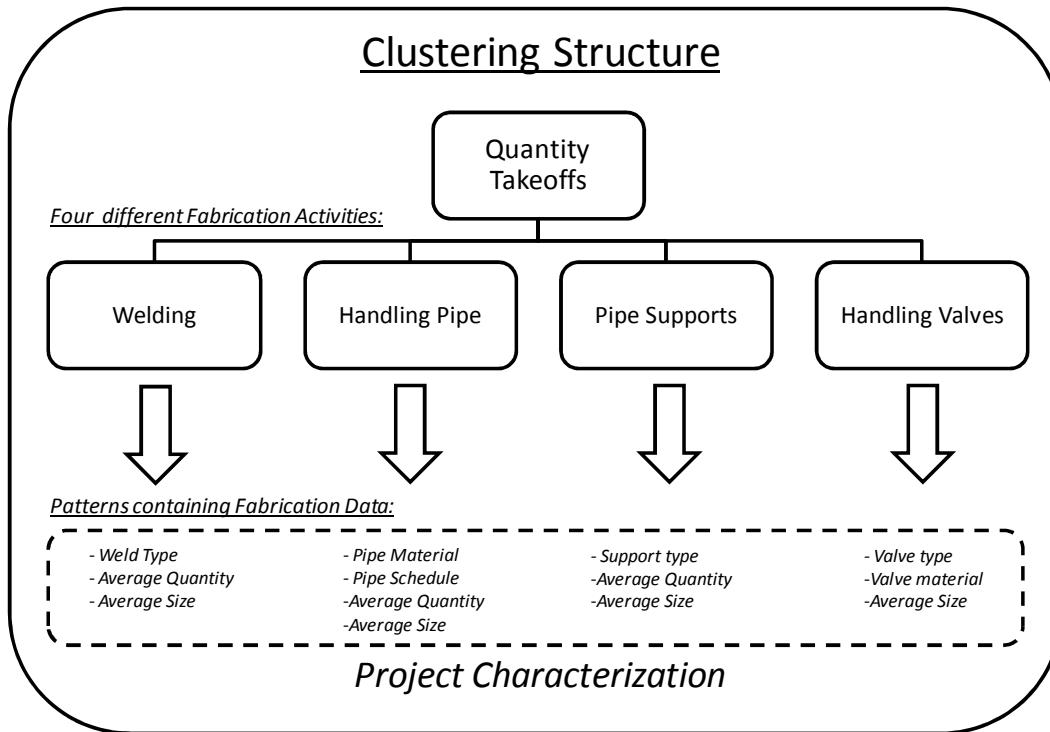 Clustering Structure
Quantity
Takeoffs
Four different Fabrication Activities:
Welding
Handling Pipe
Pipe Supports
Handling Valves
Patterns containing Fabrication Data:
- Weld Type
- Average Quantity
- Average Size
- Pipe Material
- Pipe Schedule
-Average Quantity
-Average Size
- Support type
-Average Quantity
-Average Size
- Valve type
-Valve material
-Average Size
Project Characterization